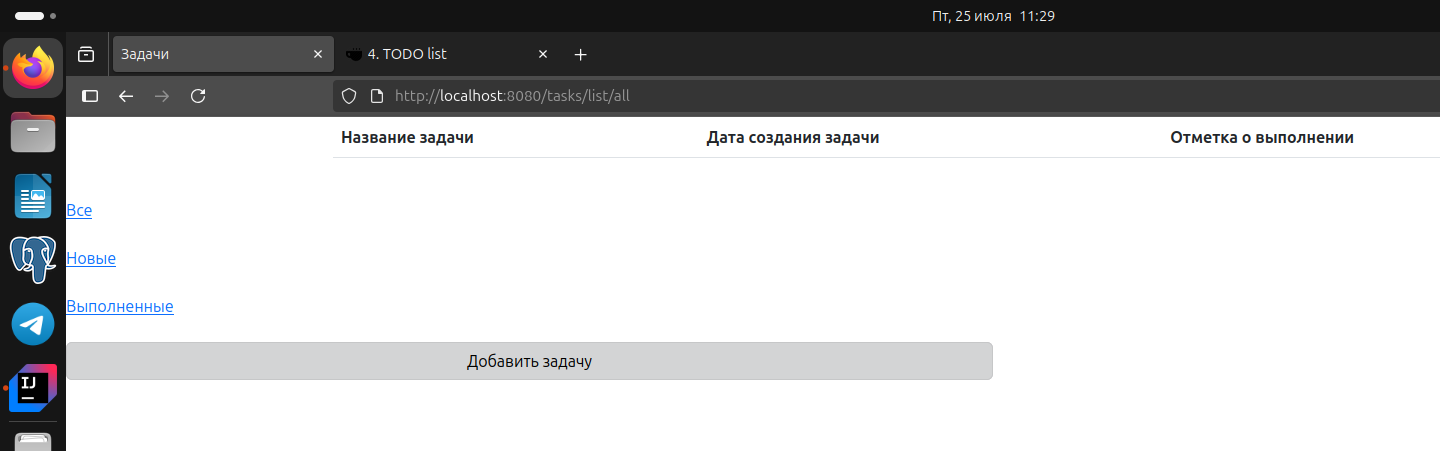 Пт, 25 июля 11:29
Задачи
4. TODO list
http://localhost:8080/tasks/list/all
Название задачи Дата создания задачи Отметка о выполнении
Все
Новые
Выполненные
Добавить задачу
IJ